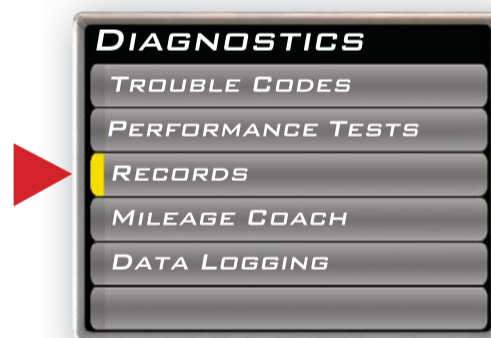 DIAGNOSTICS
TROUBLE CODES
PERFORMANCE TESTS
RECORDS
MILEAGE COACH
DATA LOGGING